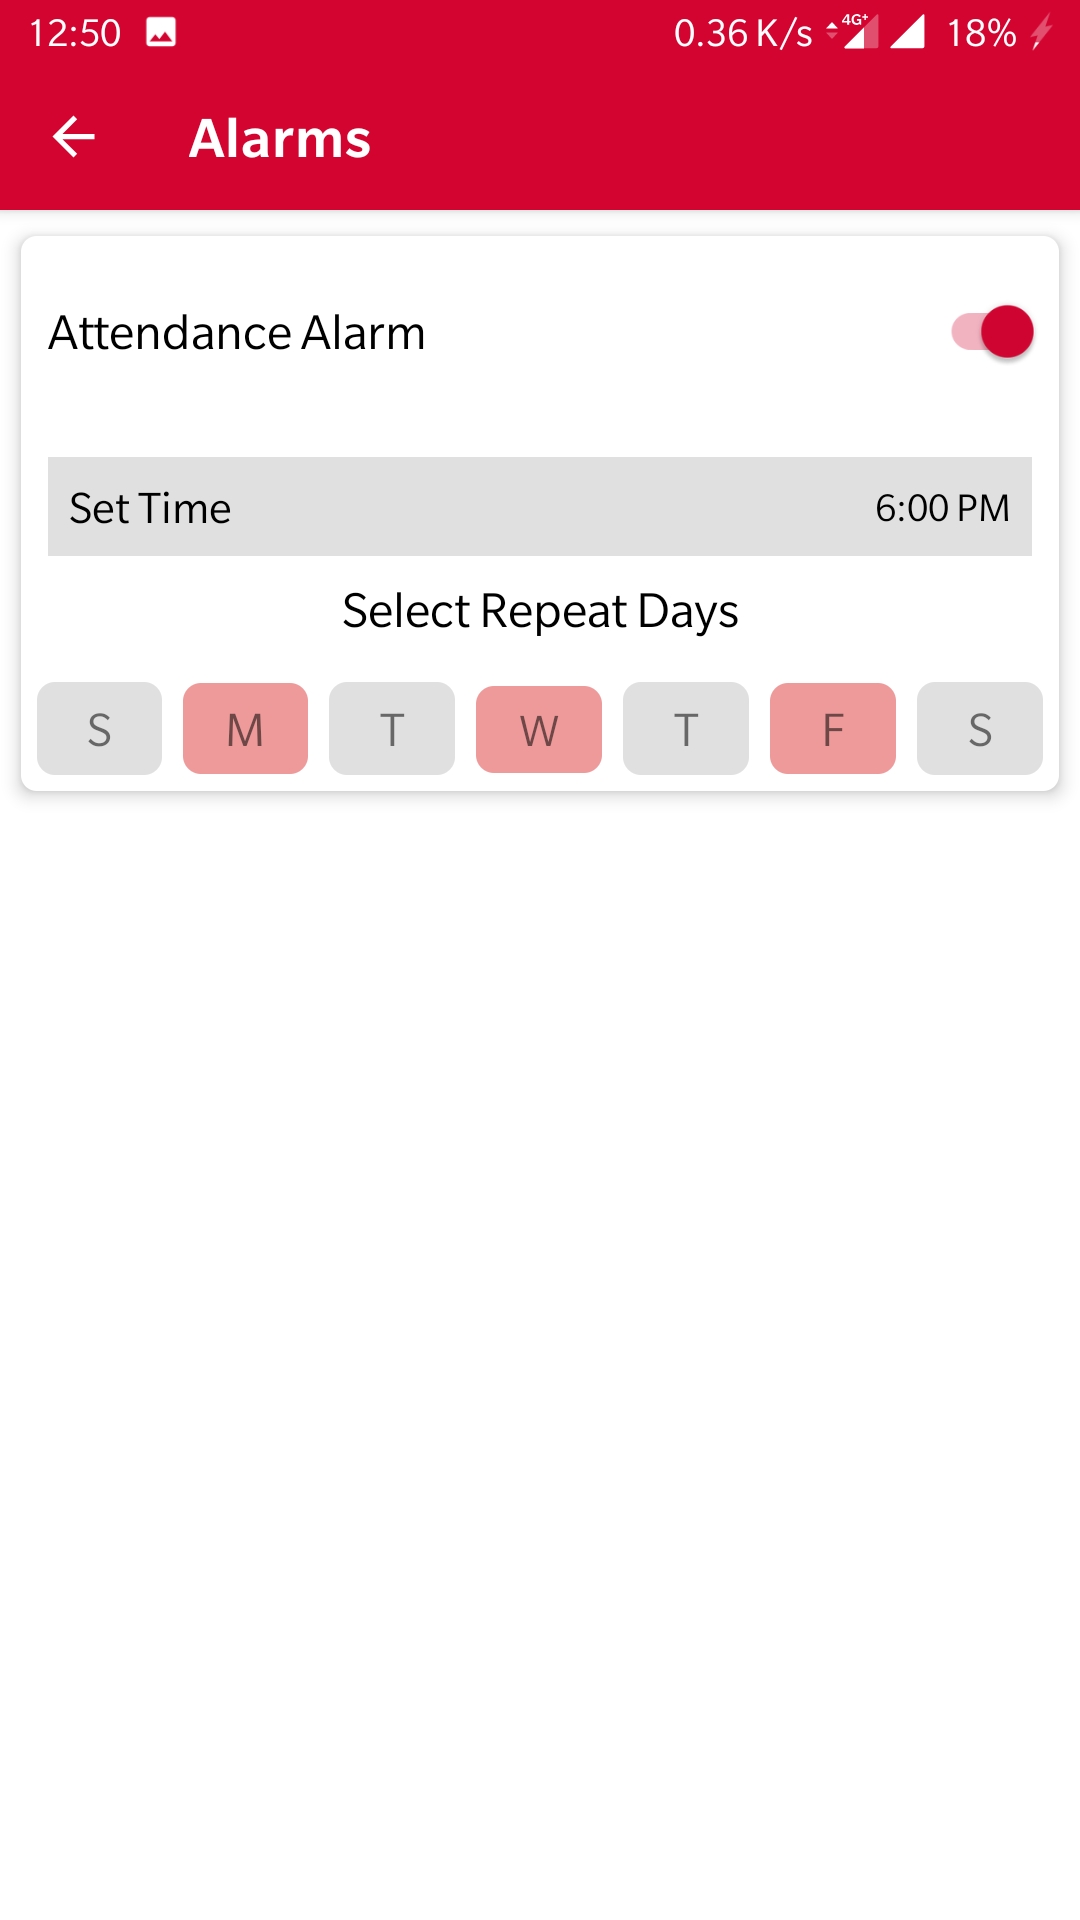 12:50 0.36 K/s 4G+ 18%
Alarms
Attendance Alarm
Set Time 6:00 PM
Select Repeat Days
S M T W T F S